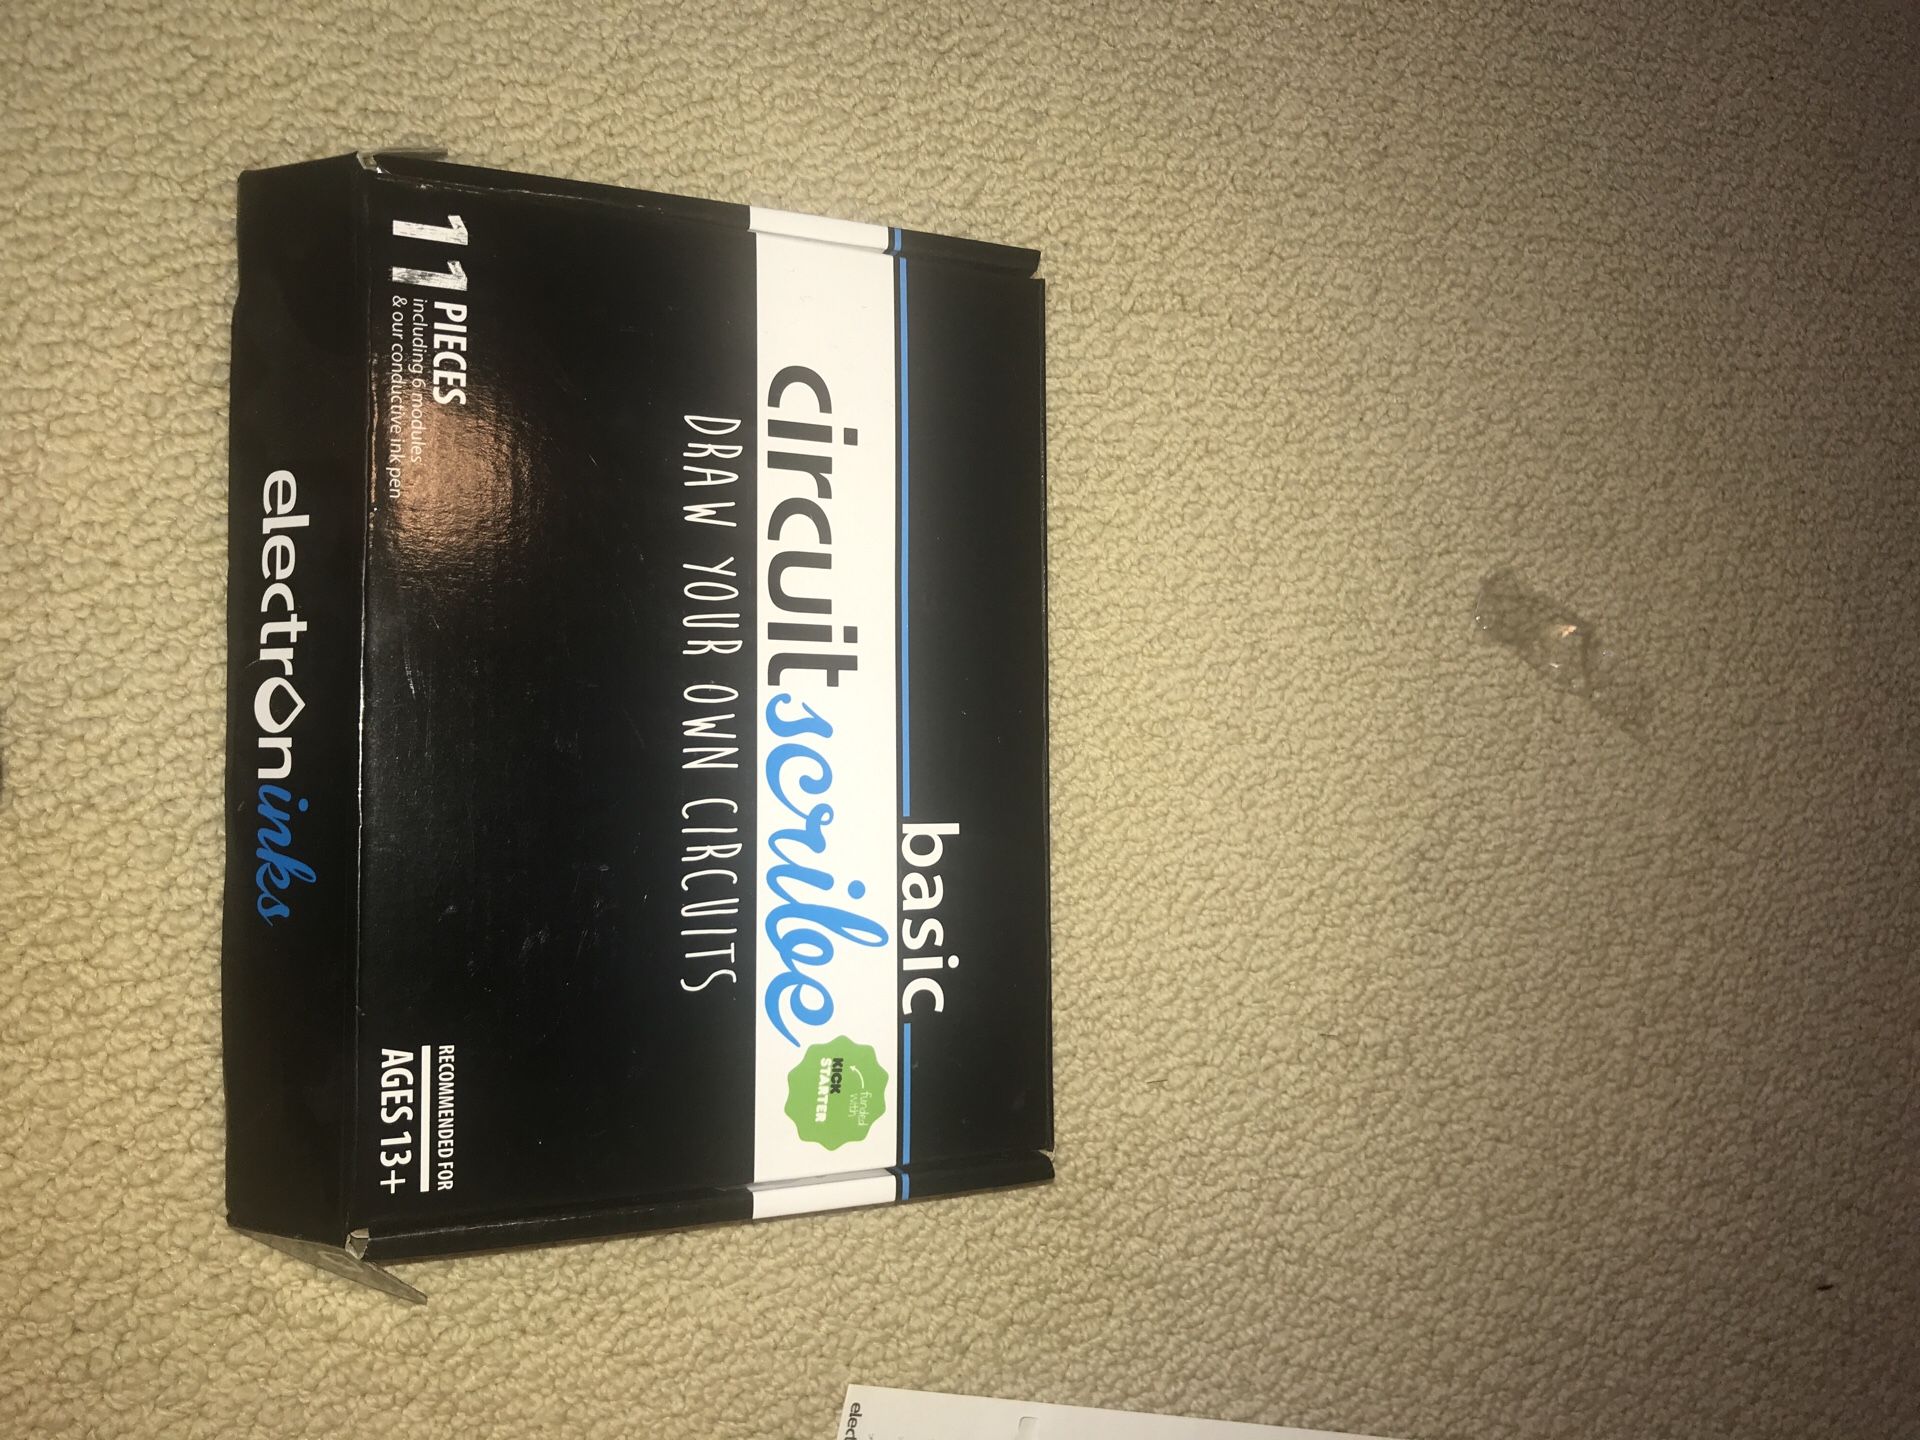 basic
circuitscribe
funded
with
KICK
STARTER
DRAW YOUR OWN CIRCUITS
11 PIECES
including 6 modules
& our conductive ink pen
RECOMMENDED FOR
AGES 13+
electroninks
elect